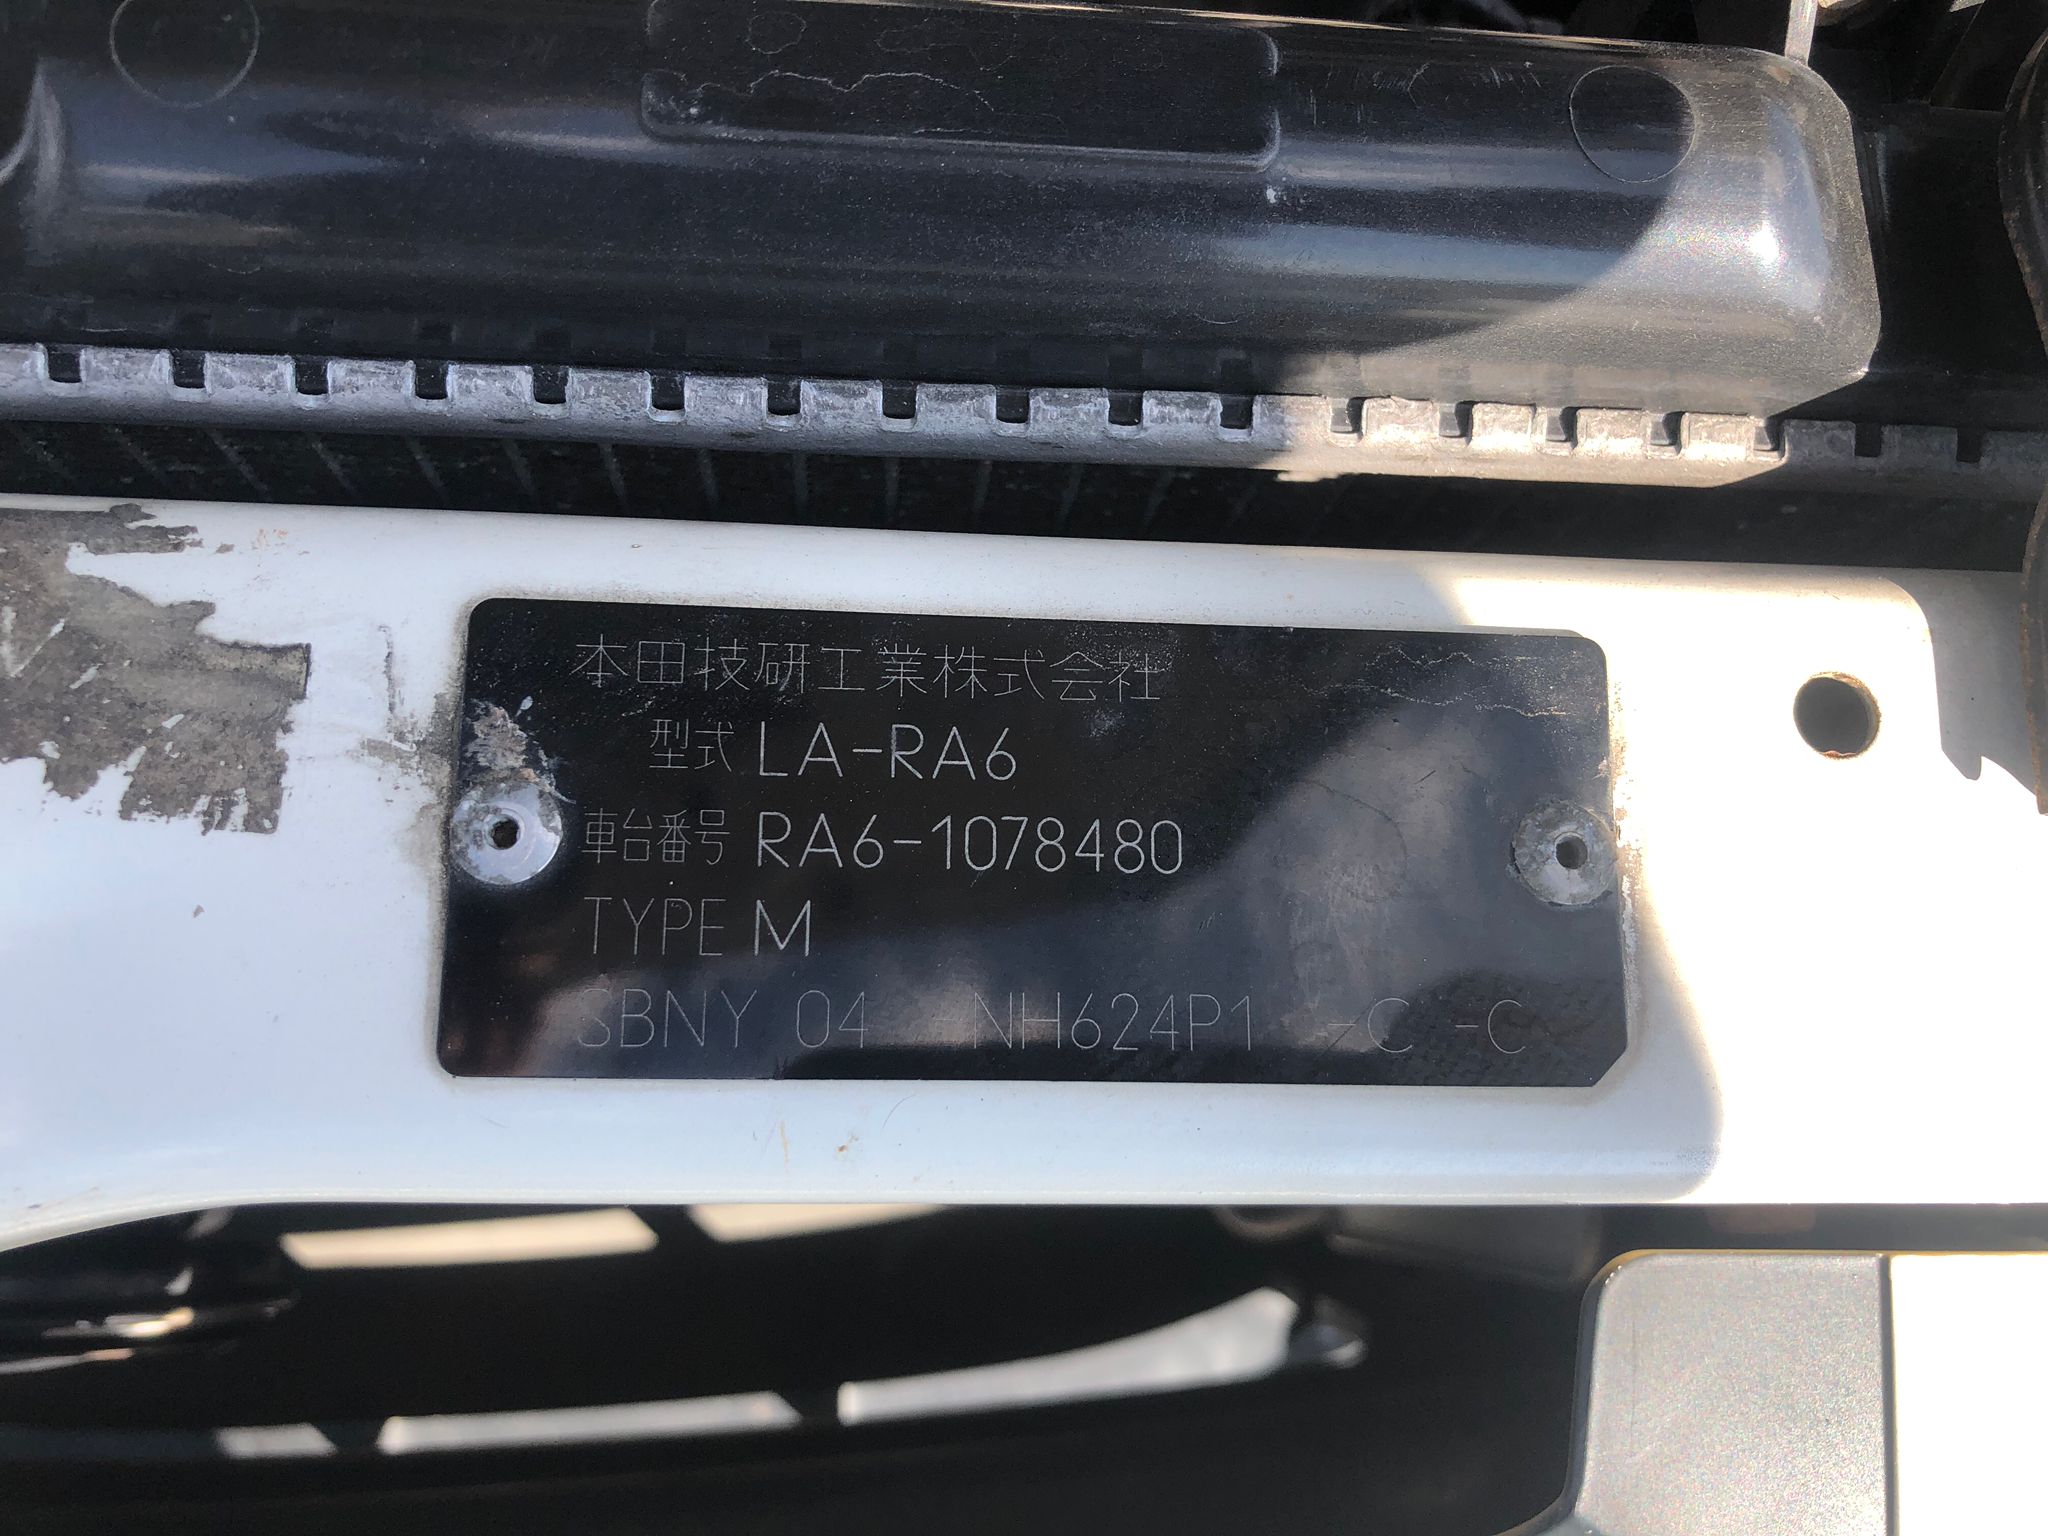 本田技研工業株式会社
型式 LA-RA6
車台番号 RA6-1078480
TYPE M
SBNY 04 -NH624P1 -C -C